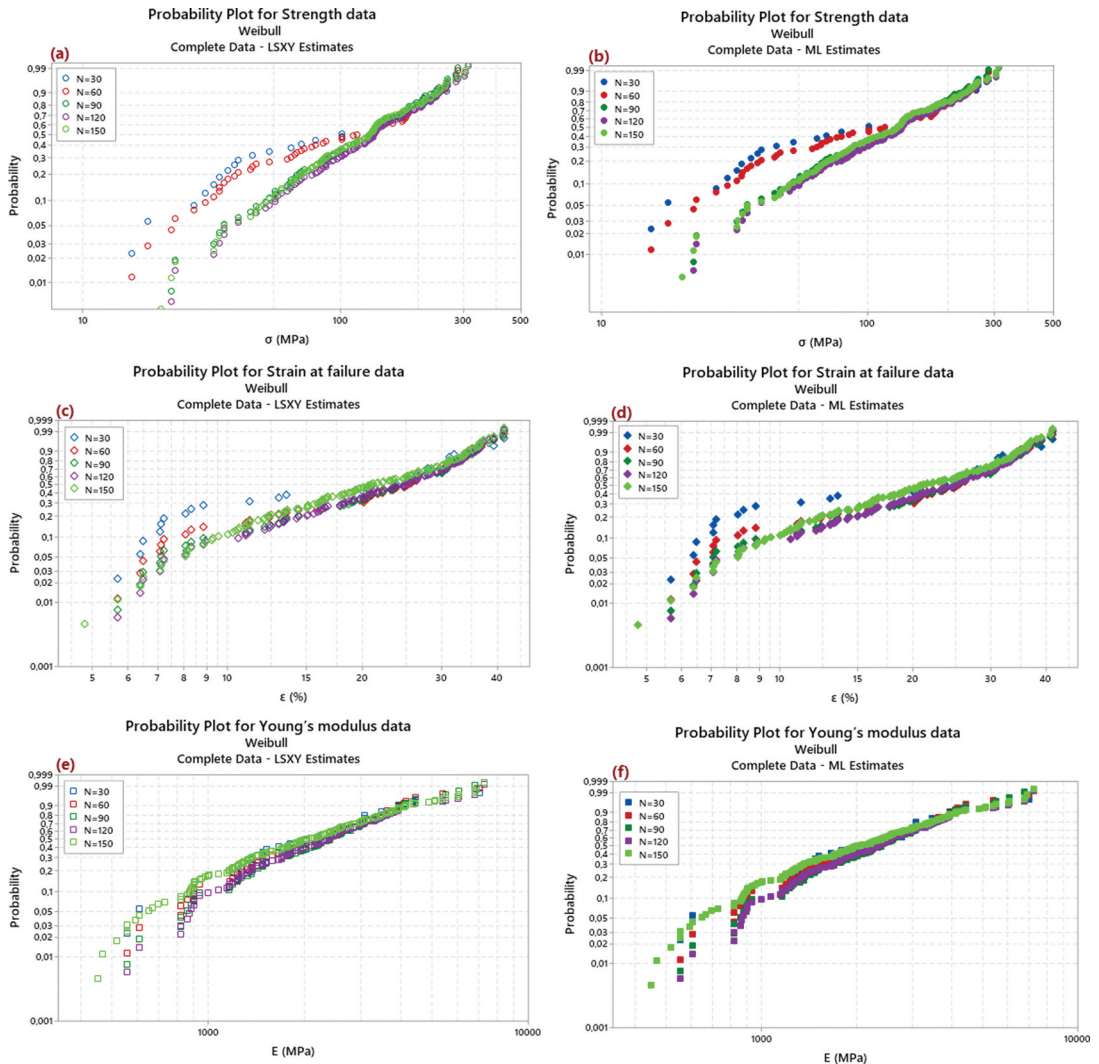 Probability Plot for Strength data
Weibull
Complete Data - LSXY Estimates
(a)
N=30
N=60
N=90
N=120
N=150
0,99
0,9
0,8
0,7
0,6
0,5
0,4
0,3
0,2
0,1
0,05
0,03
0,02
0,01
Probability
10
100
300
500
σ (MPa)
Probability Plot for Strength data
Weibull
Complete Data - ML Estimates
(b)
N=30
N=60
N=90
N=120
N=150
0,99
0,9
0,8
0,7
0,6
0,5
0,4
0,3
0,2
0,1
0,05
0,03
0,02
0,01
Probability
10
100
300
500
σ (MPa)
Probability Plot for Strain at failure data
Weibull
Complete Data - LSXY Estimates
(c)
N=30
N=60
N=90
N=120
N=150
0,999
0,99
0,9
0,8
0,7
0,6
0,5
0,4
0,3
0,2
0,1
0,05
0,03
0,02
0,01
0,001
Probability
5
6
7
8
9
10
15
20
30
40
ε (%)
Probability Plot for Strain at failure data
Weibull
Complete Data - ML Estimates
(d)
N=30
N=60
N=90
N=120
N=150
0,999
0,99
0,9
0,8
0,7
0,6
0,5
0,4
0,3
0,2
0,1
0,05
0,03
0,02
0,01
0,001
Probability
5
6
7
8
9
10
15
20
30
40
ε (%)
Probability Plot for Young's modulus data
Weibull
Complete Data - LSXY Estimates
(e)
N=30
N=60
N=90
N=120
N=150
0,999
0,99
0,9
0,8
0,7
0,6
0,5
0,4
0,3
0,2
0,1
0,05
0,03
0,02
0,01
0,001
Probability
1000
10000
E (MPa)
Probability Plot for Young's modulus data
Weibull
Complete Data - ML Estimates
(f)
N=30
N=60
N=90
N=120
N=150
0,999
0,99
0,9
0,8
0,7
0,6
0,5
0,4
0,3
0,2
0,1
0,05
0,03
0,02
0,01
0,001
Probability
1000
10000
E (MPa)